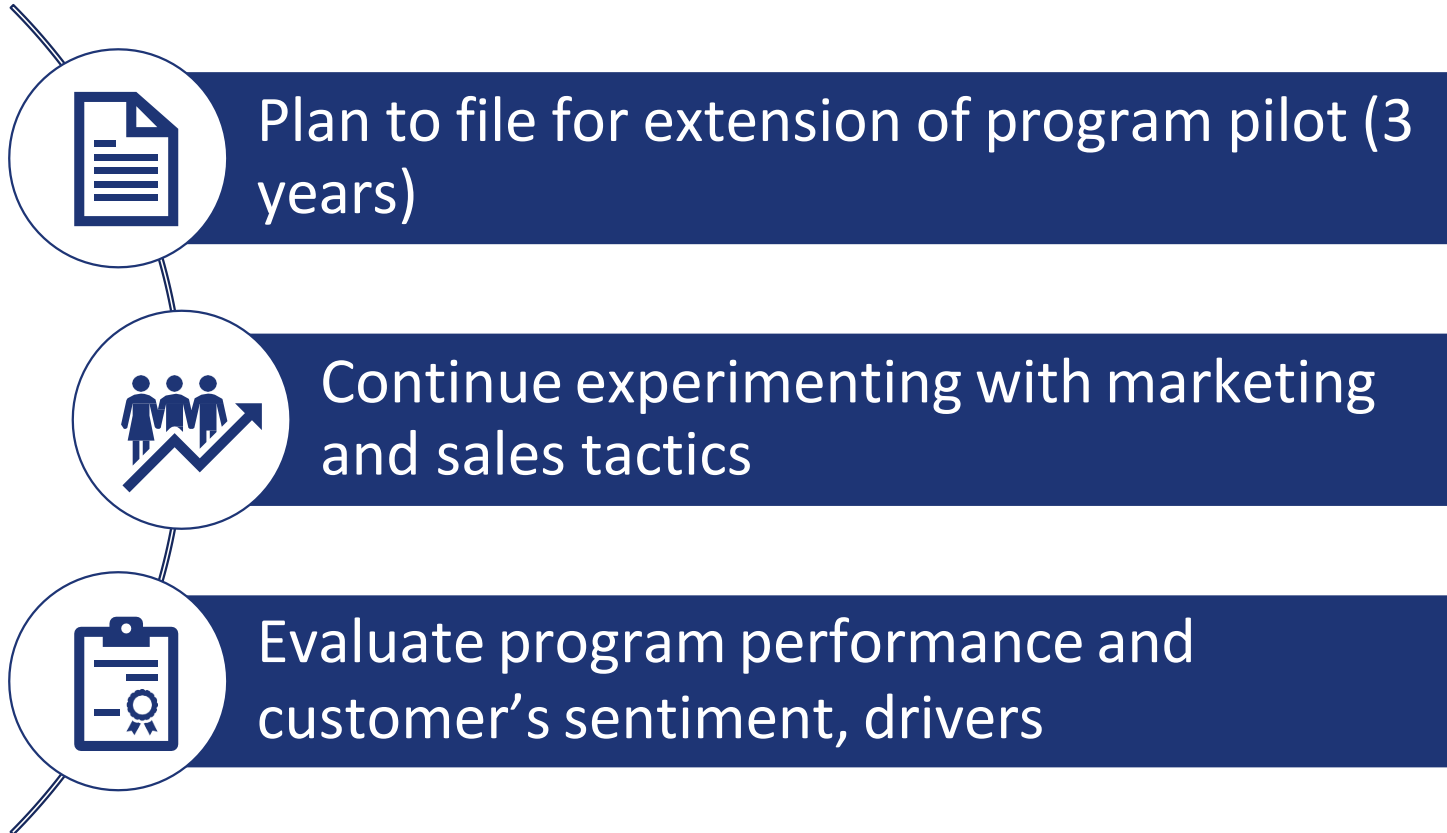 Plan to file for extension of program pilot (3
years)
Continue experimenting with marketing
and sales tactics
Evaluate program performance and
customer’s sentiment, drivers